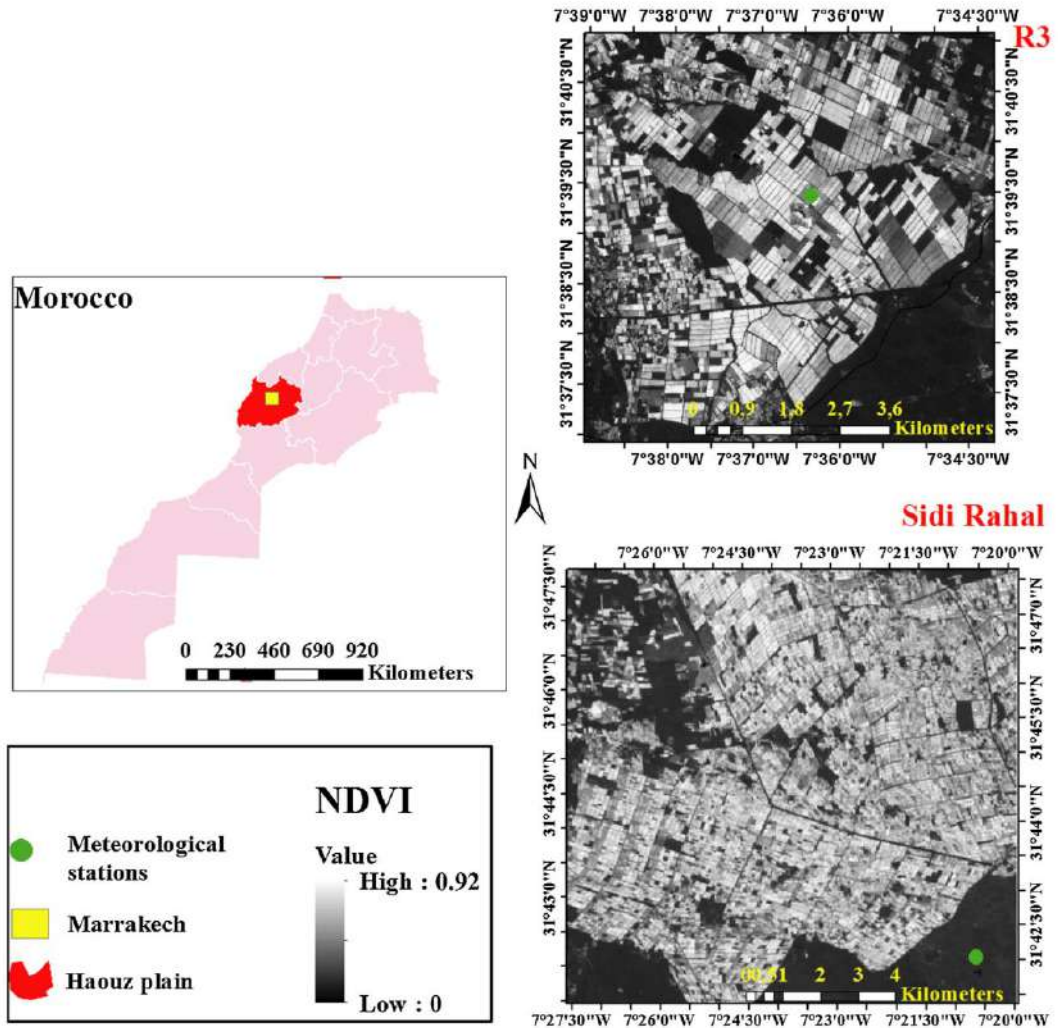 7°39'0"W 7°38'0"W 7°37'0"W 7°36'0"W 7°34'30"W
R3
31°40'30"N
31°39'30"N
31°38'30"N
31°37'30"N
31°40'30"N
31°39'30"N
31°38'30"N
31°37'30"N
0 0,9 1,8 2,7 3,6
Kilometers
7°38'0"W 7°37'0"W 7°36'0"W 7°34'30"W
Morocco
0 230 460 690 920
Kilometers
N
Sidi Rahal
7°26'0"W 7°24'30"W 7°23'0"W 7°21'30"W 7°20'0"W
31°47'30"N
31°46'0"N
31°44'30"N
31°43'0"N
31°47'0"N
31°45'30"N
31°44'0"N
31°42'30"N
00,51 2 3 4
Kilometers
7°27'30"W 7°26'0"W 7°24'30"W 7°23'0"W 7°21'30"W 7°20'0"W
NDVI
Meteorological
stations
Marrakech
Haouz plain
Value
High : 0.92
Low : 0